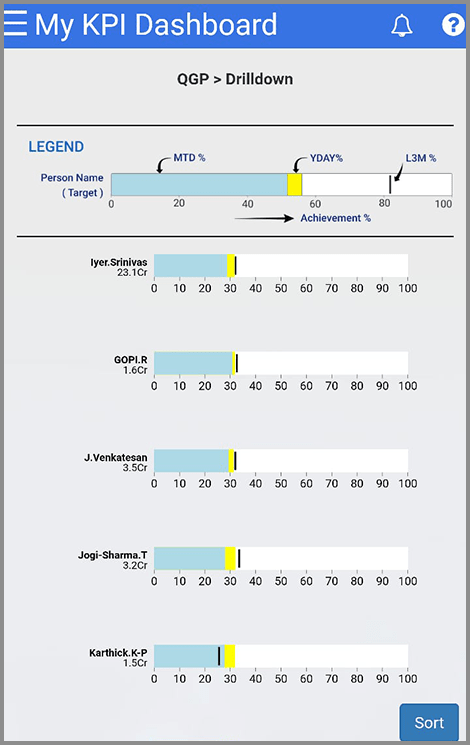 My KPI Dashboard
?
QGP > Drilldown
LEGEND
MTD %
YDAY%
L3M %
Person Name
( Target )
0 20 40 60 80 100
Achievement %
Iyer.Srinivas
23.1Cr
0 10 20 30 40 50 60 70 80 90 100
GOPI.R
1.6Cr
0 10 20 30 40 50 60 70 80 90 100
J.Venkatesan
3.5Cr
0 10 20 30 40 50 60 70 80 90 100
Jogi-Sharma.T
3.2Cr
0 10 20 30 40 50 60 70 80 90 100
Karthick.K-P
1.5Cr
0 10 20 30 40 50 60 70 80 90 100
Sort